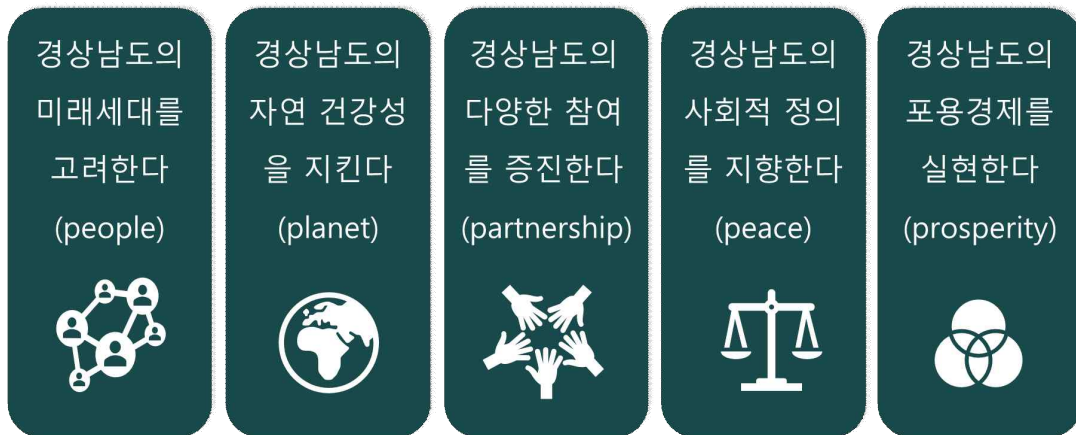 경상남도의
미래세대를
고려한다
(people)
경상남도의
자연 건강성
을 지킨다
(planet)
경상남도의
다양한 참여
를 증진한다
(partnership)
경상남도의
사회적 정의
를 지향한다
(peace)
경상남도의
포용경제를
실현한다
(prosperity)